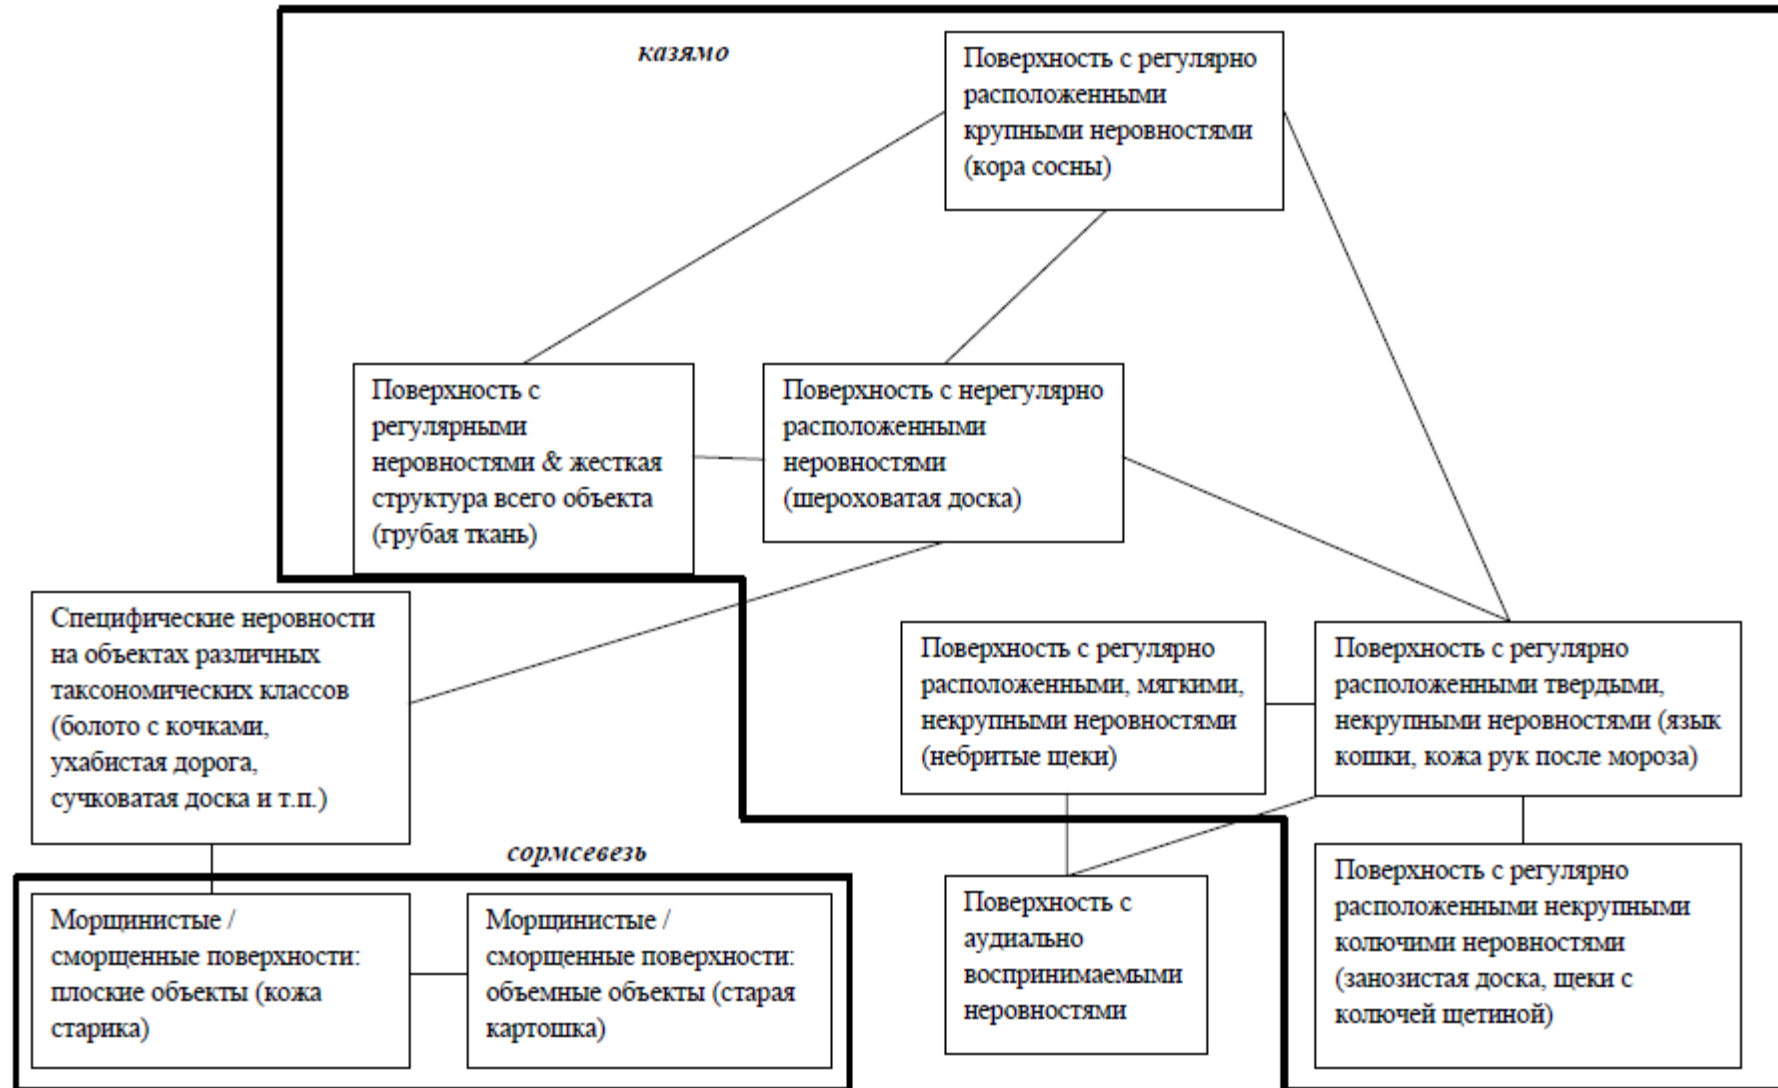 казямо
Поверхность с регулярно
расположенными
крупными неровностями
(кора сосны)
Поверхность с
регулярными
неровностями & жесткая
структура всего объекта
(грубая ткань)
Поверхность с нерегулярно
расположенными
неровностями
(шероховатая доска)
Специфические неровности
на объектах различных
таксономических классов
(болото с кочками,
ухабистая дорога,
сучковатая доска и т.п.)
Поверхность с регулярно
расположенными, мягкими,
некрупными неровностями
(небритые щеки)
Поверхность с регулярно
расположенными твердыми,
некрупными неровностями (язык
кошки, кожа рук после мороза)
сормсевезь
Морщинистые /
сморщенные поверхности:
плоские объекты (кожа
старика)
Морщинистые /
сморщенные поверхности:
объемные объекты (старая
картошка)
Поверхность с
аудиально
воспринимаемыми
неровностями
Поверхность с регулярно
расположенными некрупными
колючими неровностями
(занозистая доска, щеки с
колючей щетиной)